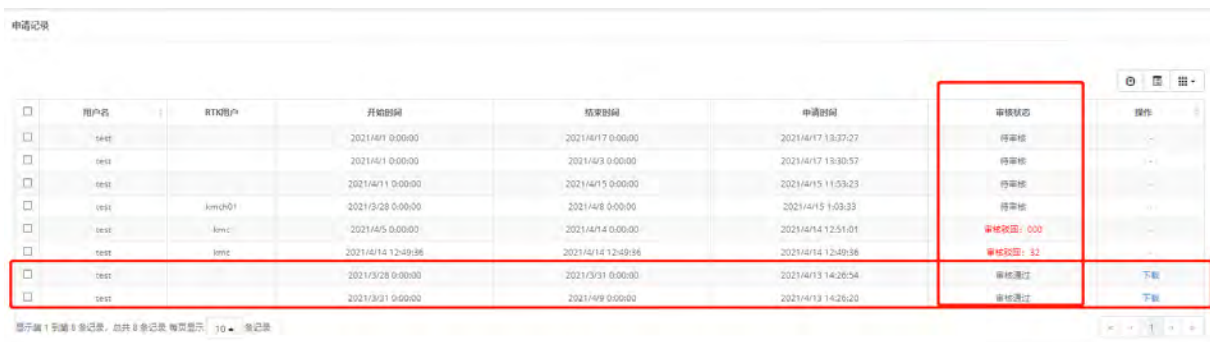 申请记录
用户名 RTK用户 开始时间 结束时间 申请时间 审核状态 操作
test 2021/4/1 0:00:00 2021/4/17 0:00:00 2021/4/17 13:37:27 待审核 -
test 2021/4/1 0:00:00 2021/4/3 0:00:00 2021/4/17 13:30:57 待审核 -
test 2021/4/11 0:00:00 2021/4/15 0:00:00 2021/4/15 11:53:23 待审核 -
test kmch01 2021/3/28 0:00:00 2021/4/8 0:00:00 2021/4/15 1:03:33 待审核 -
test kmc 2021/4/5 0:00:00 2021/4/14 0:00:00 2021/4/14 12:51:01 审核驳回：000 -
test kmc 2021/4/14 12:49:36 2021/4/14 12:49:36 2021/4/14 12:49:36 审核驳回：32 -
test 2021/3/28 0:00:00 2021/3/31 0:00:00 2021/4/13 14:26:54 审核通过 下载
test 2021/3/31 0:00:00 2021/4/9 0:00:00 2021/4/13 14:26:20 审核通过 下载
显示第 1 到第 8 条记录，总共 8 条记录 每页显示 10 条记录 « ‹ 1 › »